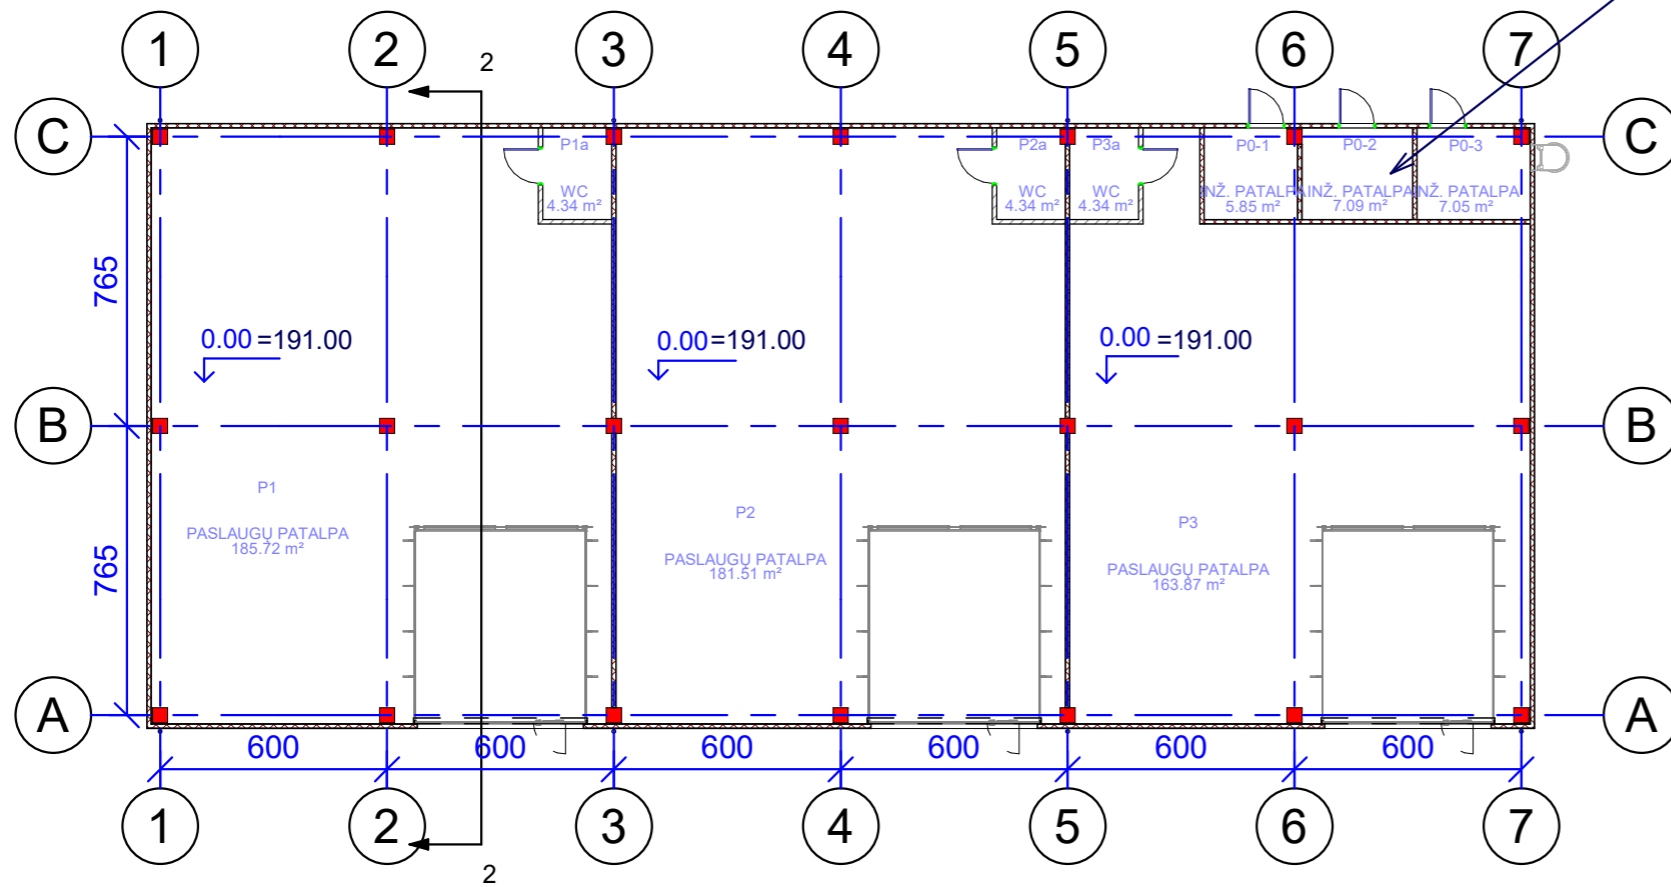 1 2 3 4 5 6 7
2
C C
P1a P2a P3a P0-1 P0-2 P0-3
WC WC WC INŽ. PATALPA INŽ. PATALPA INŽ. PATALPA
4.34 m² 4.34 m² 4.34 m² 5.85 m² 7.09 m² 7.05 m²
765
0.00 =191.00 0.00 =191.00 0.00 =191.00
B B
P1 P2 P3
PASLAUGŲ PATALPA
185.72 m²
PASLAUGŲ PATALPA
181.51 m²
PASLAUGŲ PATALPA
163.87 m²
765
A A
600 600 600 600 600 600
1 2 3 4 5 6 7
2